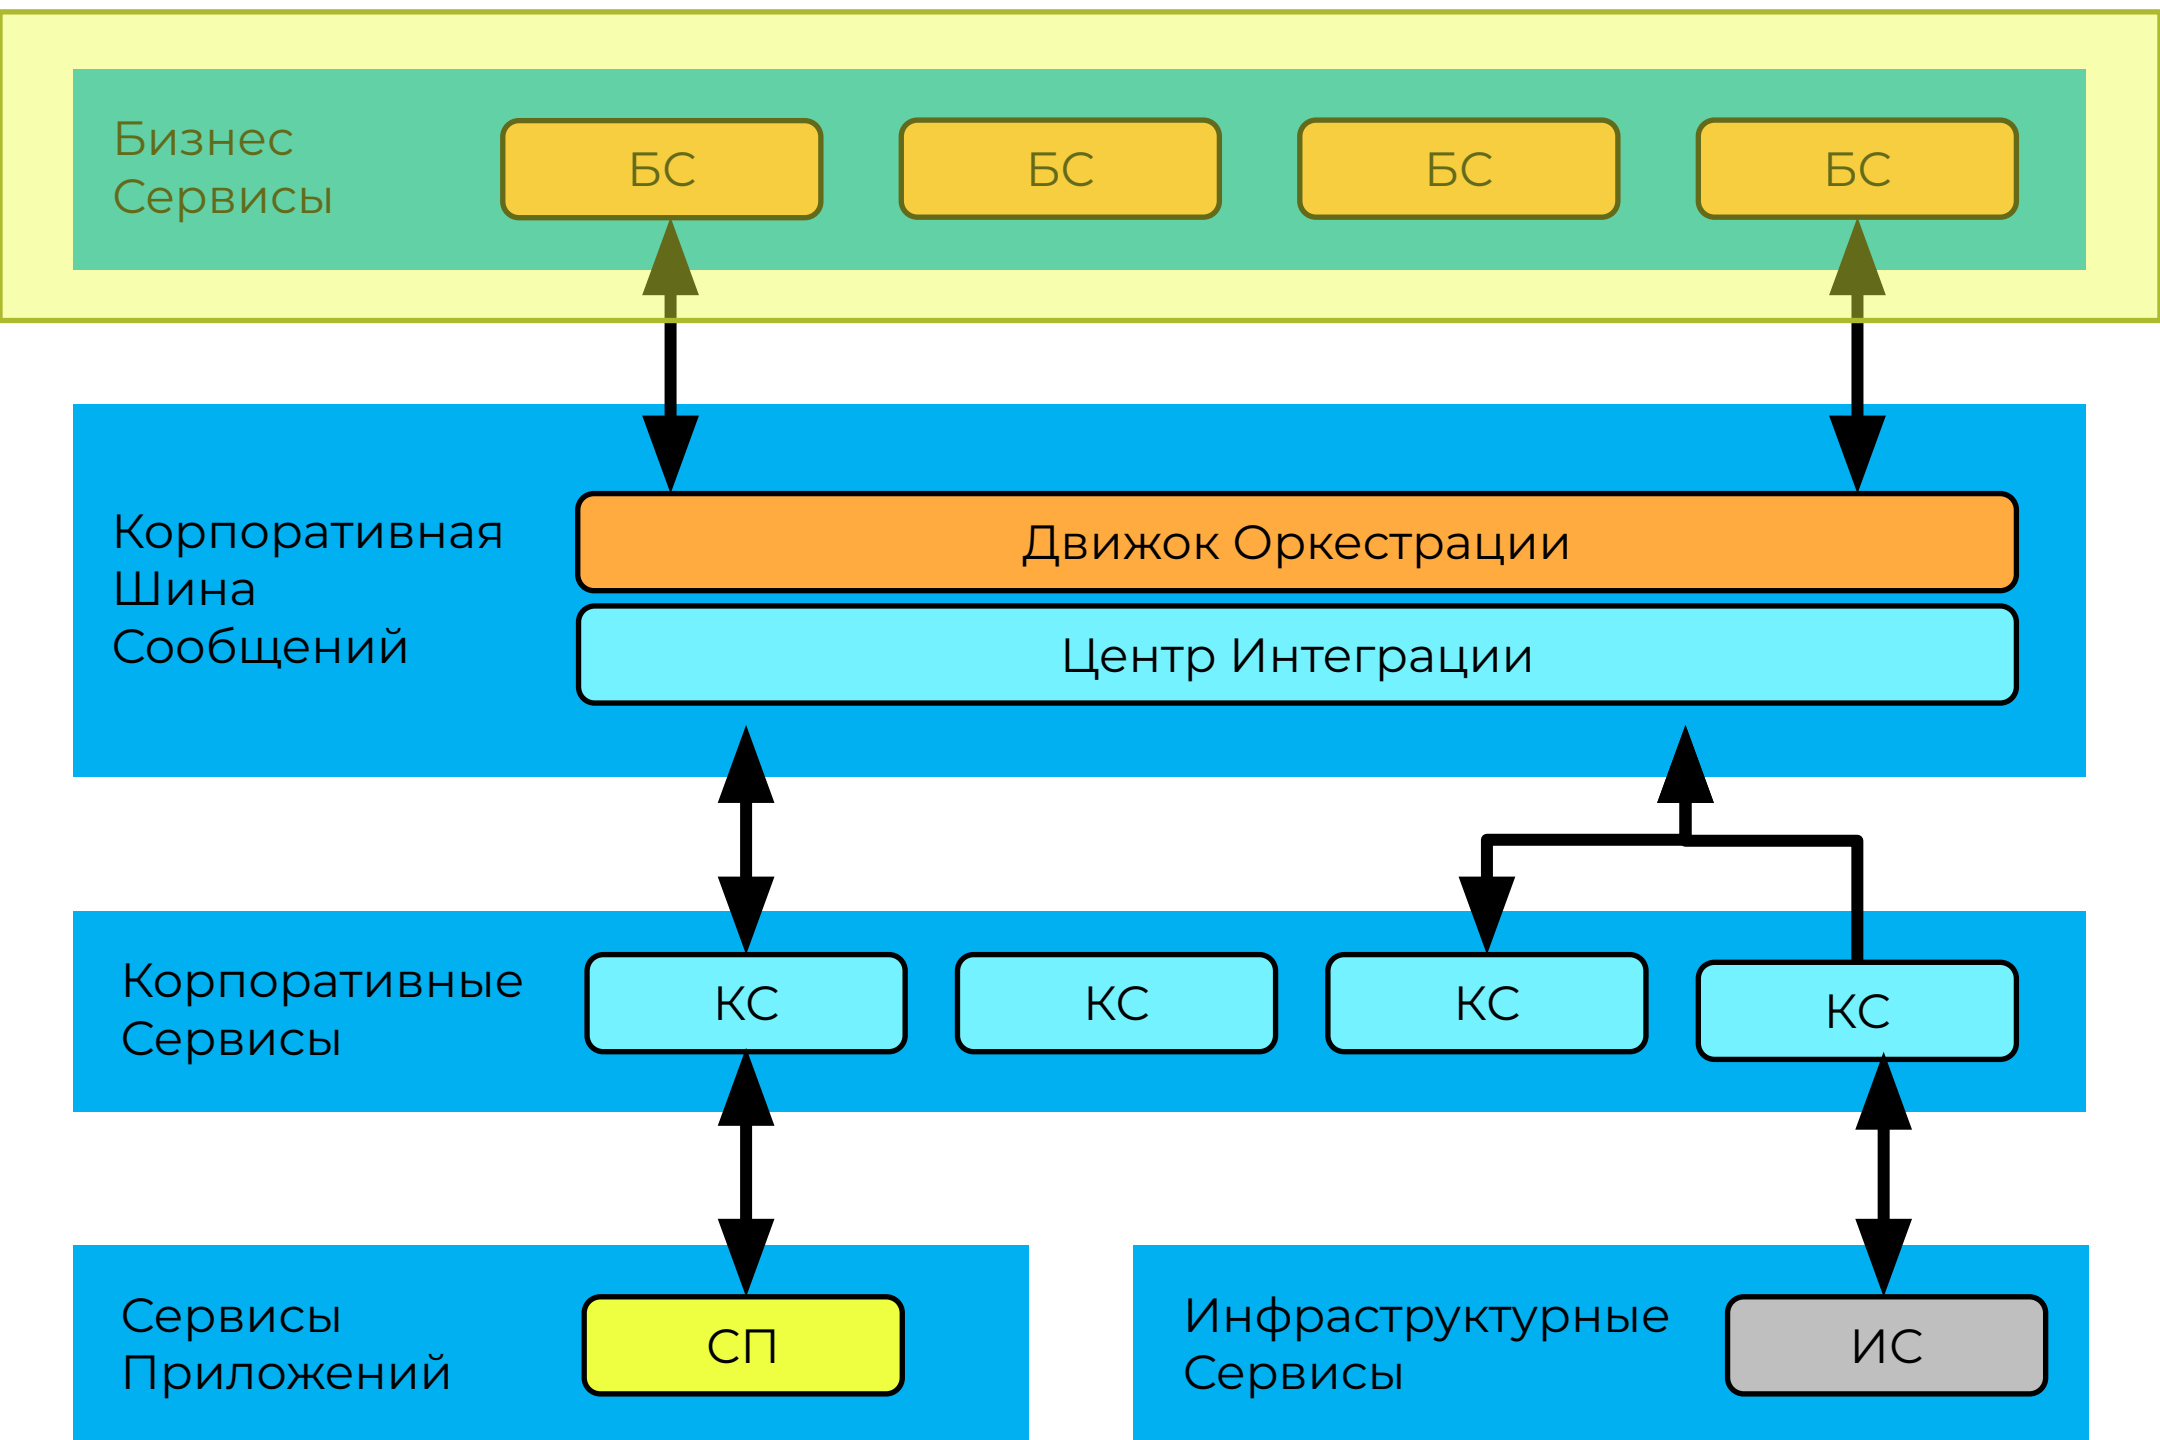 Бизнес
Сервисы
БС
БС
БС
БС
Корпоративная
Шина
Сообщений
Движок Оркестрации
Центр Интеграции
Корпоративные
Сервисы
КС
КС
КС
КС
Сервисы
Приложений
СП
Инфраструктурные
Сервисы
ИС